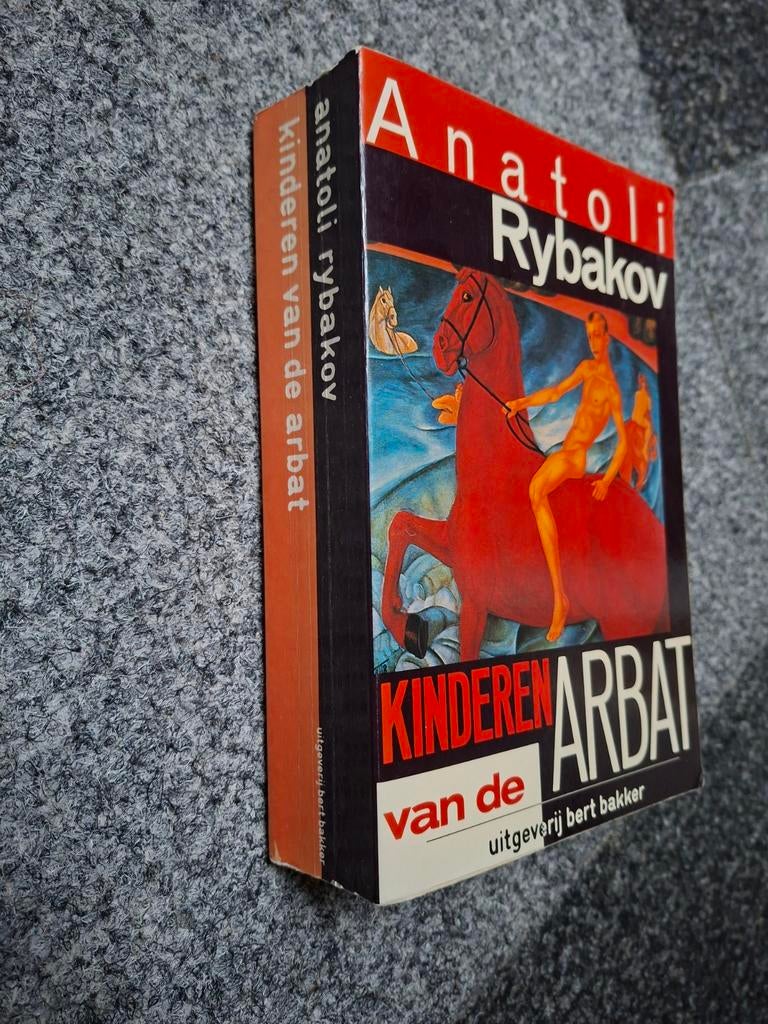 Anatoli
Rybakov
KINDEREN
van de
ARBAT
uitgeverij bert bakker
anatoli rybakov
kinderen van de arbat
uitgeverij bert bakker